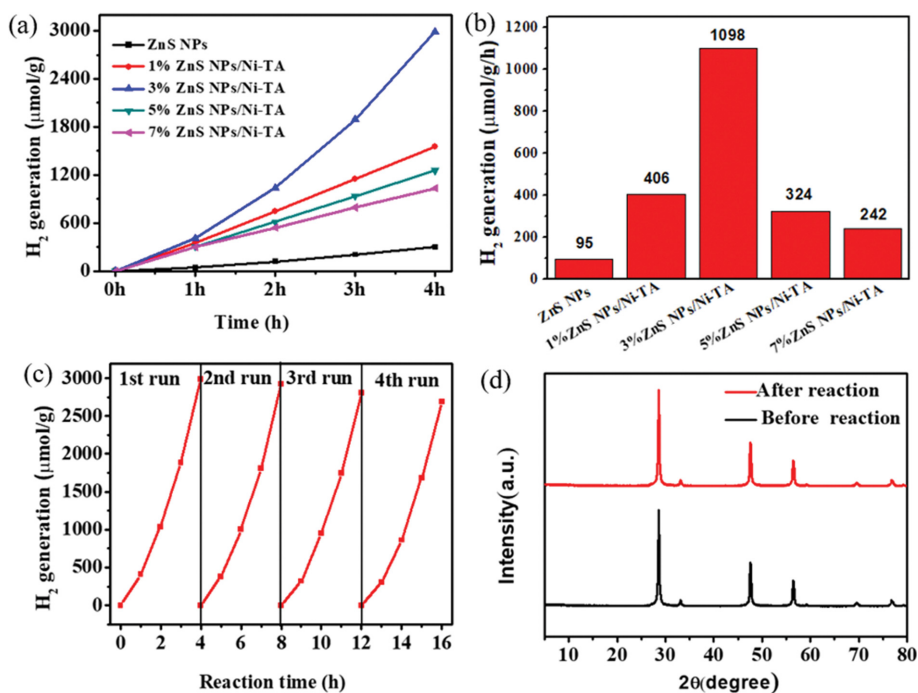 (a)
H2 generation (μmol/g)
3000
2400
1800
1200
600
0
ZnS NPs
1% ZnS NPs/Ni-TA
3% ZnS NPs/Ni-TA
5% ZnS NPs/Ni-TA
7% ZnS NPs/Ni-TA
0h 1h 2h 3h 4h
Time (h)
(b)
H2 generation (μmol/g/h)
1200
1000
800
600
400
200
0
95
406
1098
324
242
ZnS NPs
1%ZnS NPs/Ni-TA
3%ZnS NPs/Ni-TA
5%ZnS NPs/Ni-TA
7%ZnS NPs/Ni-TA
(c)
H2 generation (μmol/g)
3000
2500
2000
1500
1000
500
0
1st run 2nd run 3rd run 4th run
0 2 4 6 8 10 12 14 16
Reaction time (h)
(d)
Intensity(a.u.)
After reaction
Before reaction
10 20 30 40 50 60 70 80
2θ(degree)